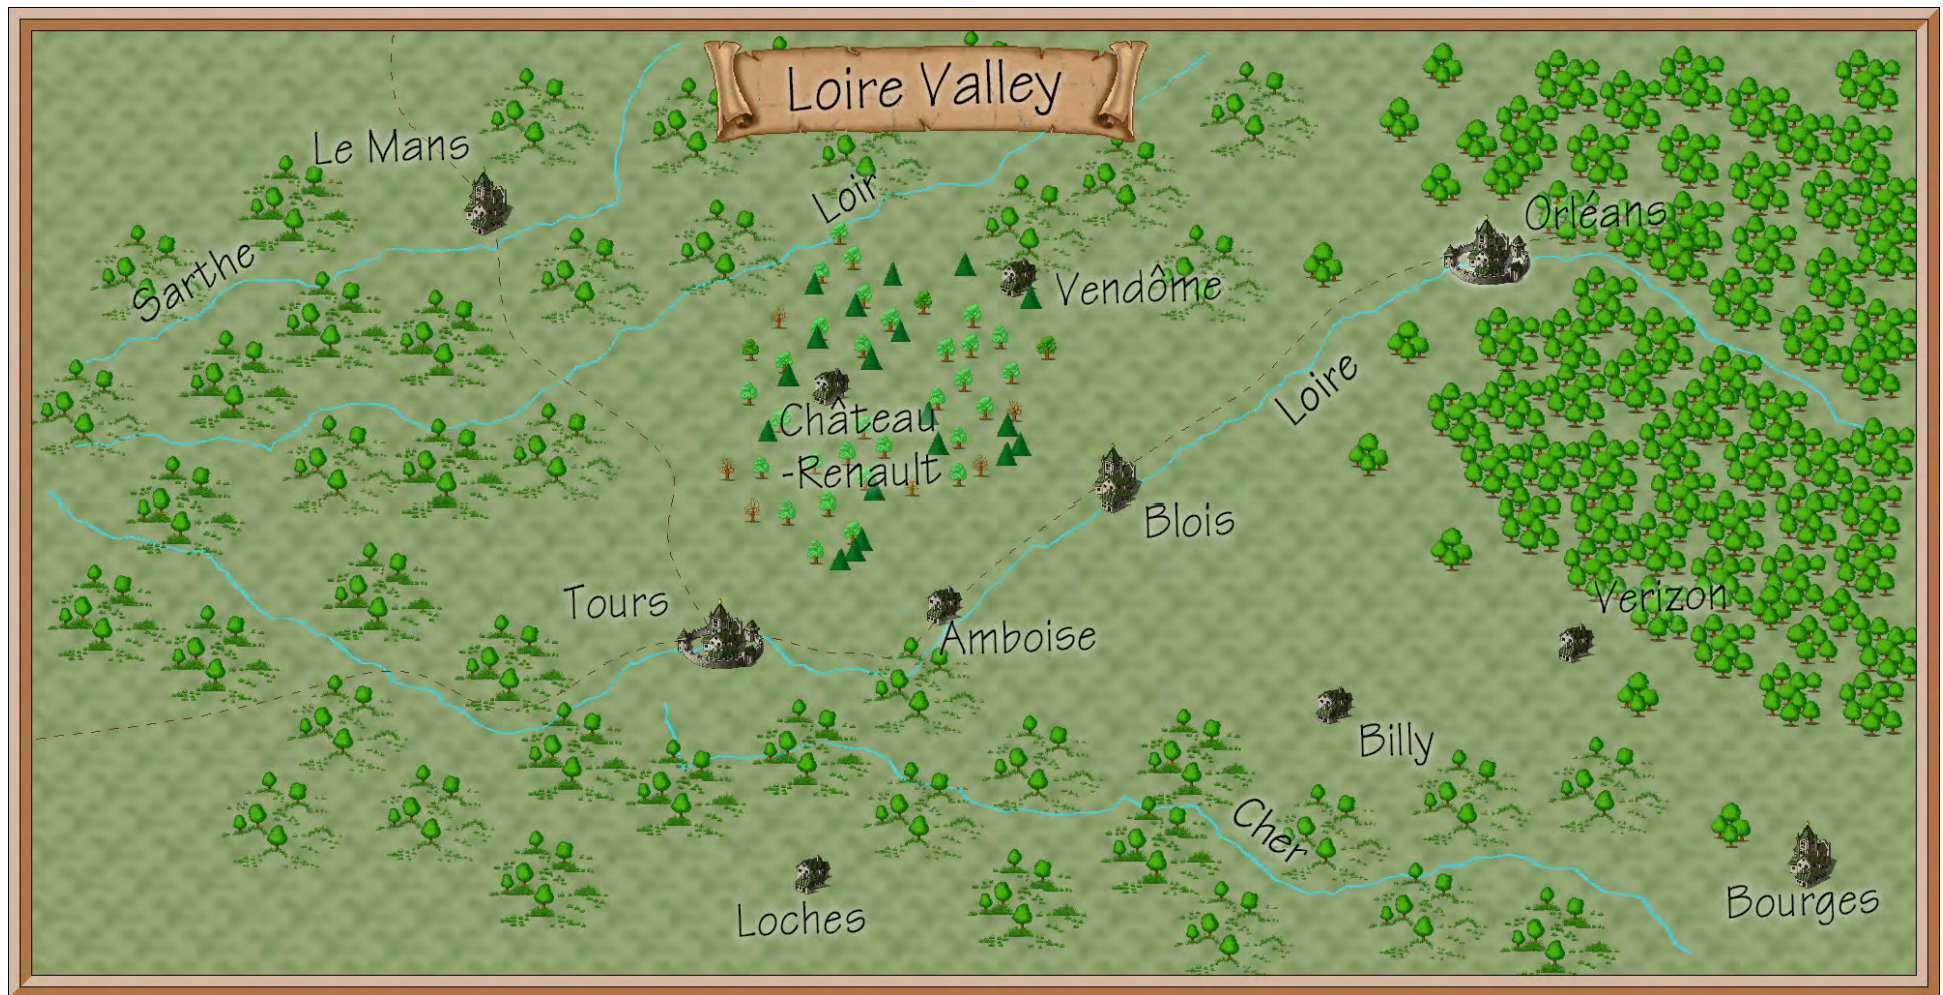 Loire Valley
Le Mans
Loir
Orléans
Sarthe
Vendôme
Loire
Château
-Renault
Blois
Tours
Verizon
Amboise
Billy
Cher
Loches
Bourges